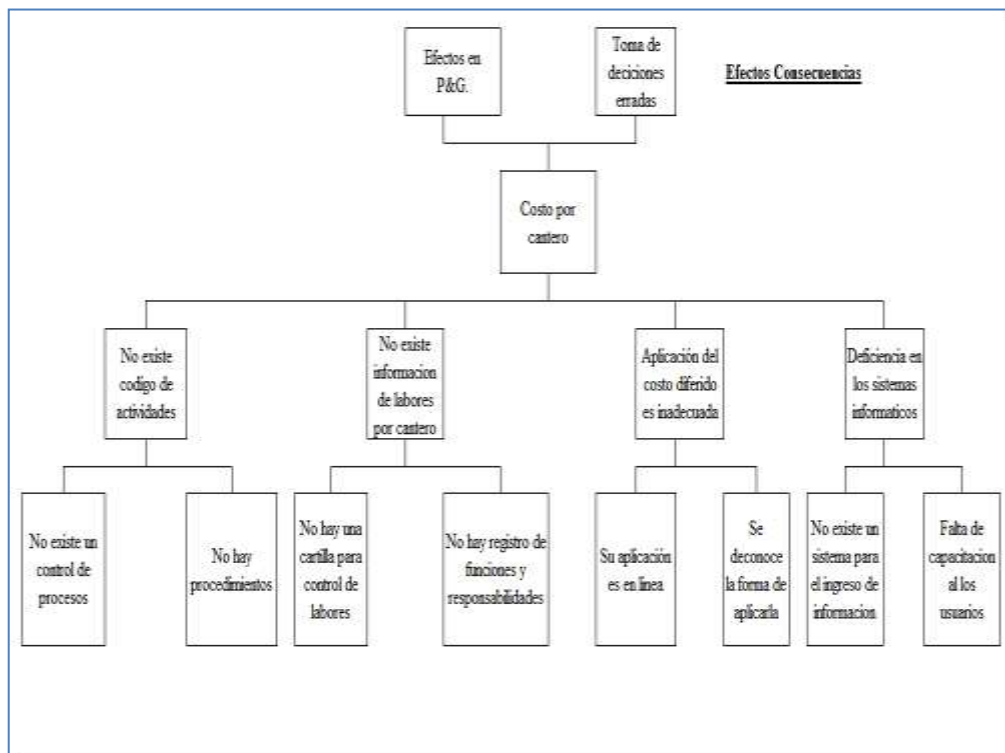 Efectos en
P&G.
Toma de
deciciones
erradas
Efectos Consecuencias
Costo por
cantero
No existe
codigo de
actividades
No existe
informacion
de labores
por cantero
Aplicación del
costo diferido
es inadecuada
Deficiencia en
los sistemas
informaticos
No existe un
control de
procesos
No hay
procedimientos
No hay una
cartilla para
control de
labores
No hay registro de
funciones y
responsabilidades
Su aplicación
es en linea
Se
deconoce
la forma de
aplicarla
No existe un
sistema para
el ingreso de
informacion
Falta de
capacitacion
al los
usuarios